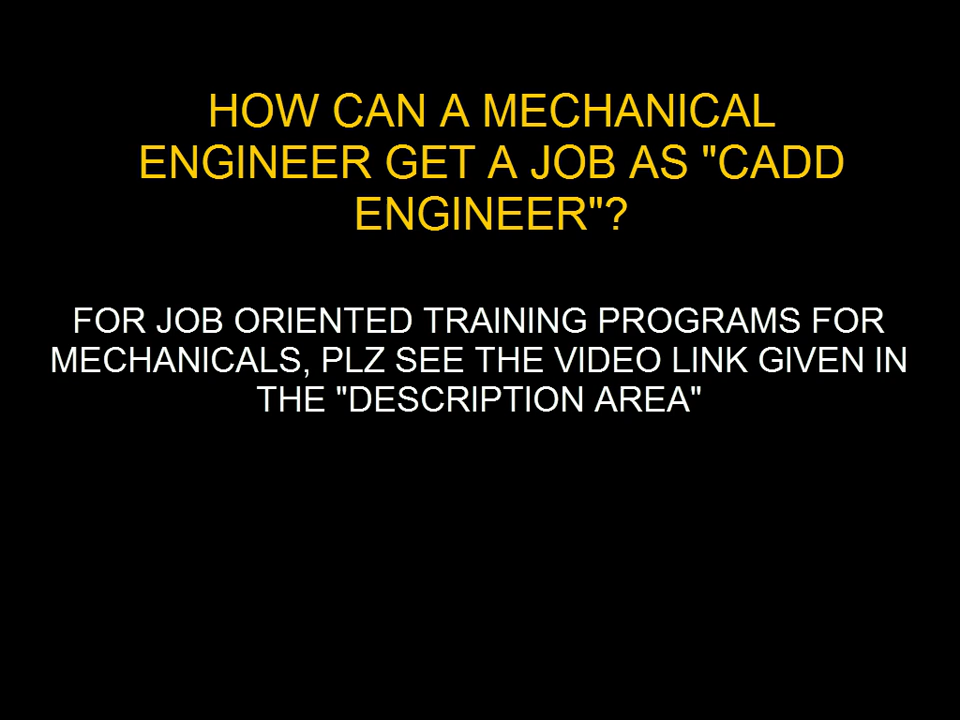 HOW CAN A MECHANICAL
ENGINEER GET A JOB AS "CADD
ENGINEER"?
FOR JOB ORIENTED TRAINING PROGRAMS FOR
MECHANICALS, PLZ SEE THE VIDEO LINK GIVEN IN
THE "DESCRIPTION AREA"